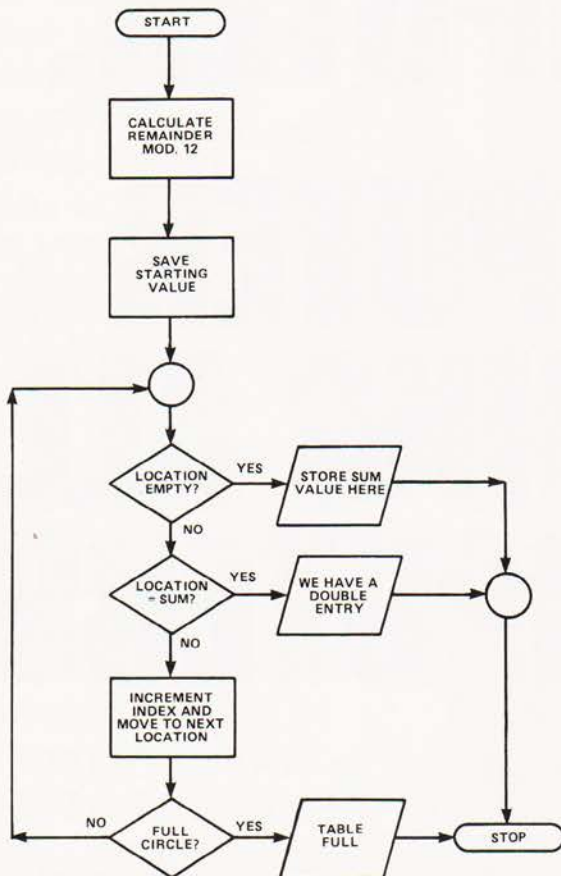 START
CALCULATE
REMAINDER
MOD. 12
SAVE
STARTING
VALUE
LOCATION
EMPTY?
YES
STORE SUM
VALUE HERE
NO
LOCATION
= SUM?
YES
WE HAVE A
DOUBLE
ENTRY
NO
INCREMENT
INDEX AND
MOVE TO NEXT
LOCATION
NO
FULL
CIRCLE?
YES
TABLE
FULL
STOP